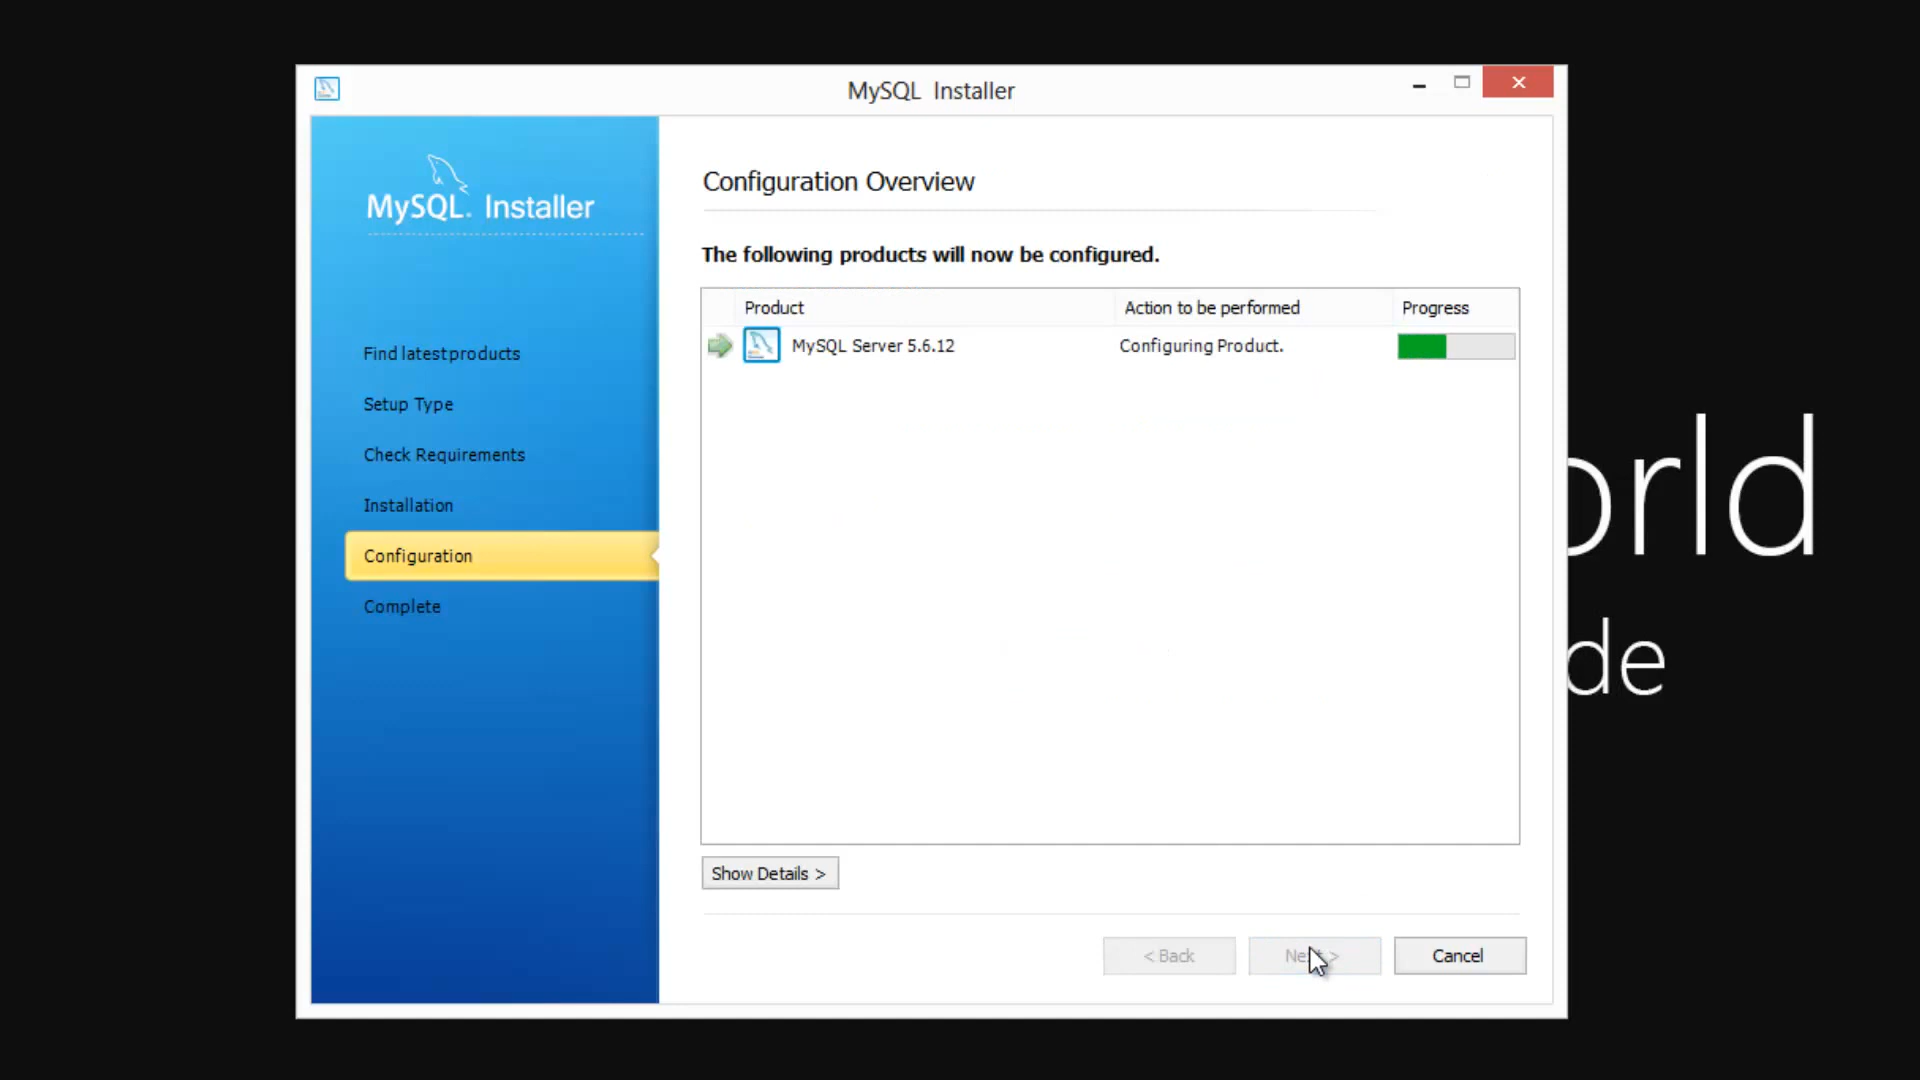 MySQL Installer
MySQL. Installer
Find latest products
Setup Type
Check Requirements
Installation
Configuration
Complete
Configuration Overview
The following products will now be configured.
Product Action to be performed Progress
MySQL Server 5.6.12 Configuring Product.
Show Details >
< Back Next > Cancel
orld
de